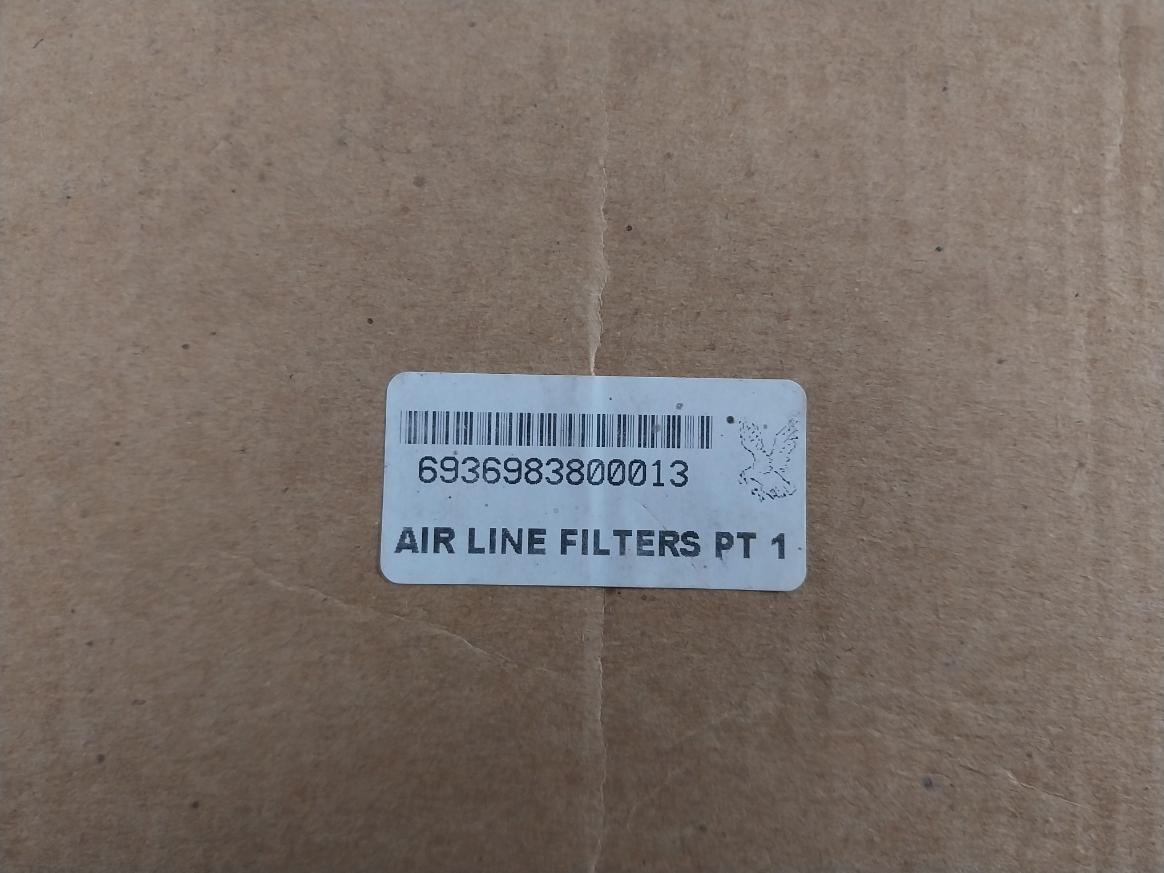 6936983800013
AIR LINE FILTERS PT 1